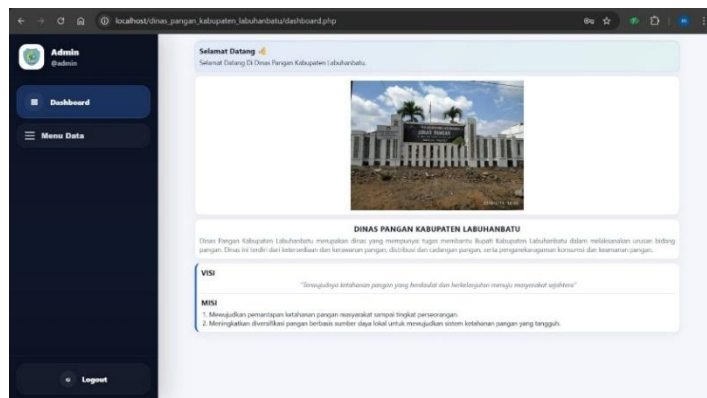 localhost/dinas_pangan_kabupaten_labuhanbatu/dashboard.php
Admin
@admin
Dashboard
Menu Data
Logout
Selamat Datang
Selamat Datang Di Dinas Pangan Kabupaten Labuhanbatu.
DINAS PANGAN
DINAS PANGAN KABUPATEN LABUHANBATU
Dinas Pangan Kabupaten Labuhanbatu merupakan dinas yang mempunyai tugas membantu Bupati Kabupaten Labuhanbatu dalam melaksanakan urusan bidang
pangan. Dinas ini terdiri dari ketersediaan dan kerawanan pangan, distribusi dan cadangan pangan, serta penganekaragaman konsumsi dan keamanan pangan.
VISI
"Terwujudnya ketahanan pangan yang berdaulat dan berkelanjutan menuju masyarakat sejahtera"
MISI
1. Mewujudkan pemantapan ketahanan pangan masyarakat sampai tingkat perseorangan.
2. Meningkatkan diversifikasi pangan berbasis sumber daya lokal untuk mewujudkan sistem ketahanan pangan yang tangguh.